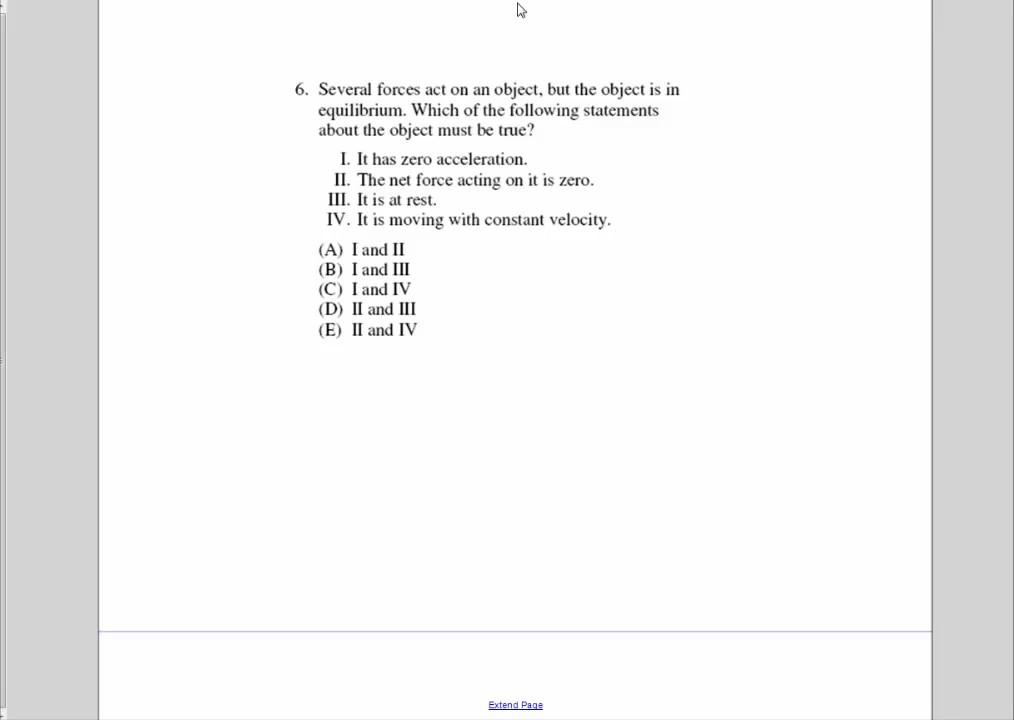 6. Several forces act on an object, but the object is in
equilibrium. Which of the following statements
about the object must be true?
I. It has zero acceleration.
II. The net force acting on it is zero.
III. It is at rest.
IV. It is moving with constant velocity.
(A) I and II
(B) I and III
(C) I and IV
(D) II and III
(E) II and IV
Extend Page